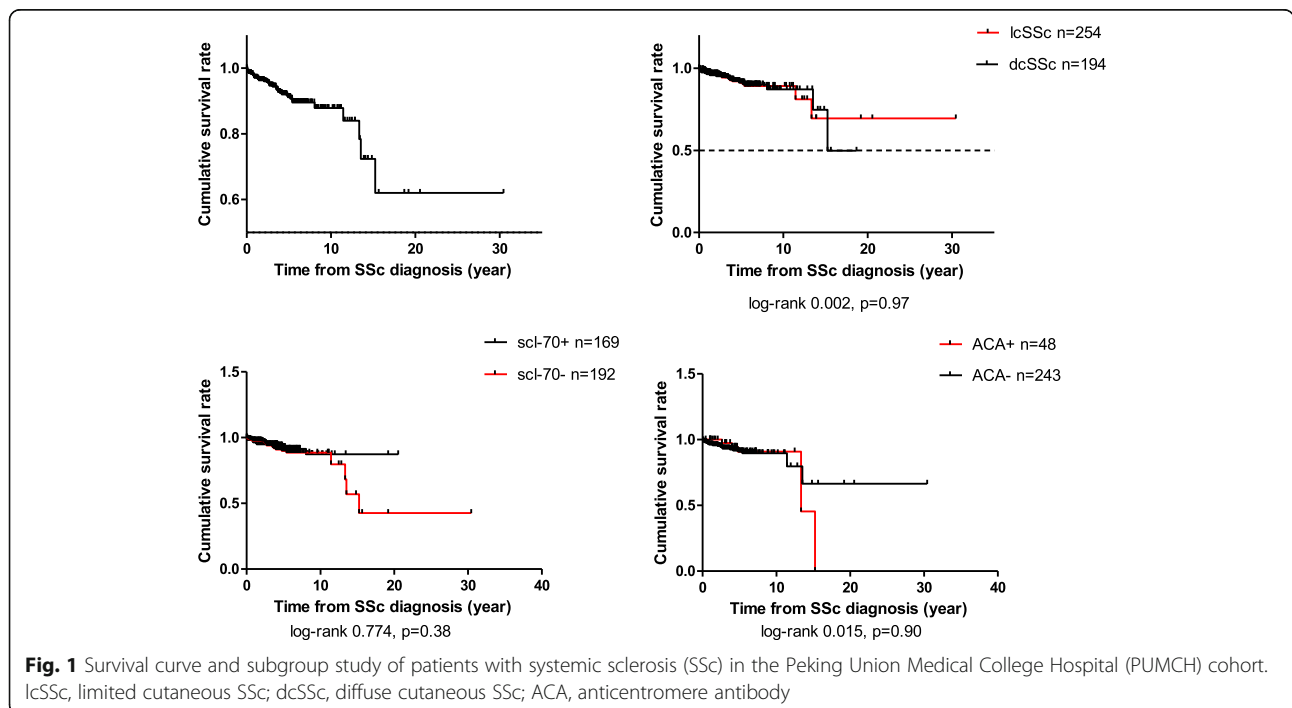 1.0
0.8
0.6
Cumulative survival rate
0 10 20 30
Time from SSc diagnosis (year)
lcSSc n=254
dcSSc n=194
1.0
0.5
0.0
Cumulative survival rate
0 10 20 30
Time from SSc diagnosis (year)
log-rank 0.002, p=0.97
scl-70+ n=169
scl-70- n=192
1.5
1.0
0.5
0.0
Cumulative survival rate
0 10 20 30 40
Time from SSc diagnosis (year)
log-rank 0.774, p=0.38
ACA+ n=48
ACA- n=243
1.5
1.0
0.5
0.0
Cumulative survival rate
0 10 20 30 40
Time from SSc diagnosis (year)
log-rank 0.015, p=0.90
Fig. 1 Survival curve and subgroup study of patients with systemic sclerosis (SSc) in the Peking Union Medical College Hospital (PUMCH) cohort.
lcSSc, limited cutaneous SSc; dcSSc, diffuse cutaneous SSc; ACA, anticentromere antibody